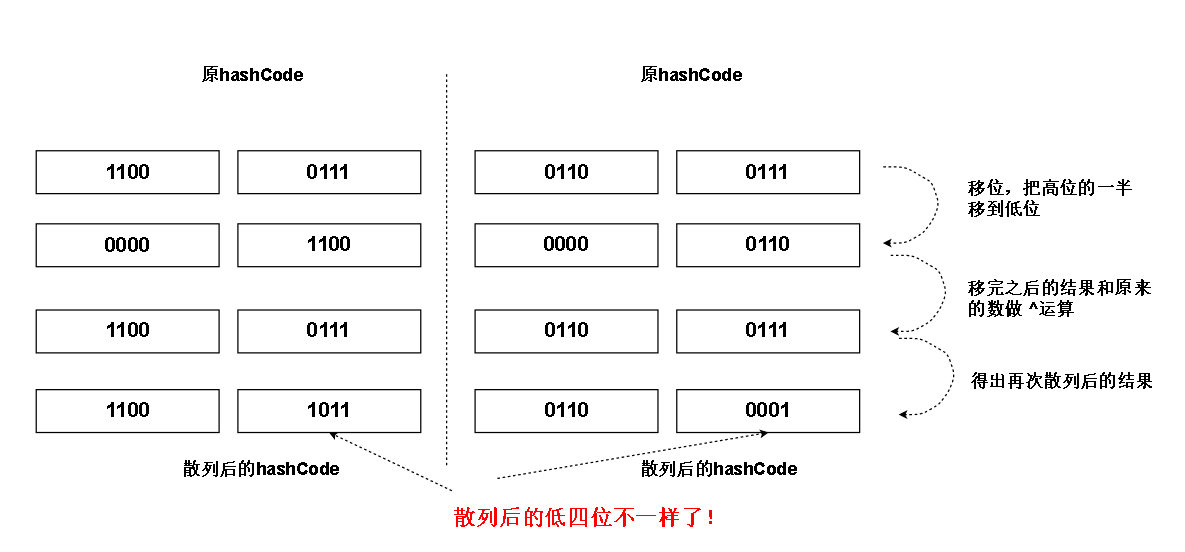 原hashCode
原hashCode
1100
0111
0110
0111
移位，把高位的一半
移到低位
0000
1100
0000
0110
移完之后的结果和原来
的数做 ^运算
1100
0111
0110
0111
得出再次散列后的结果
1100
1011
0110
0001
散列后的hashCode
散列后的hashCode
散列后的低四位不一样了！